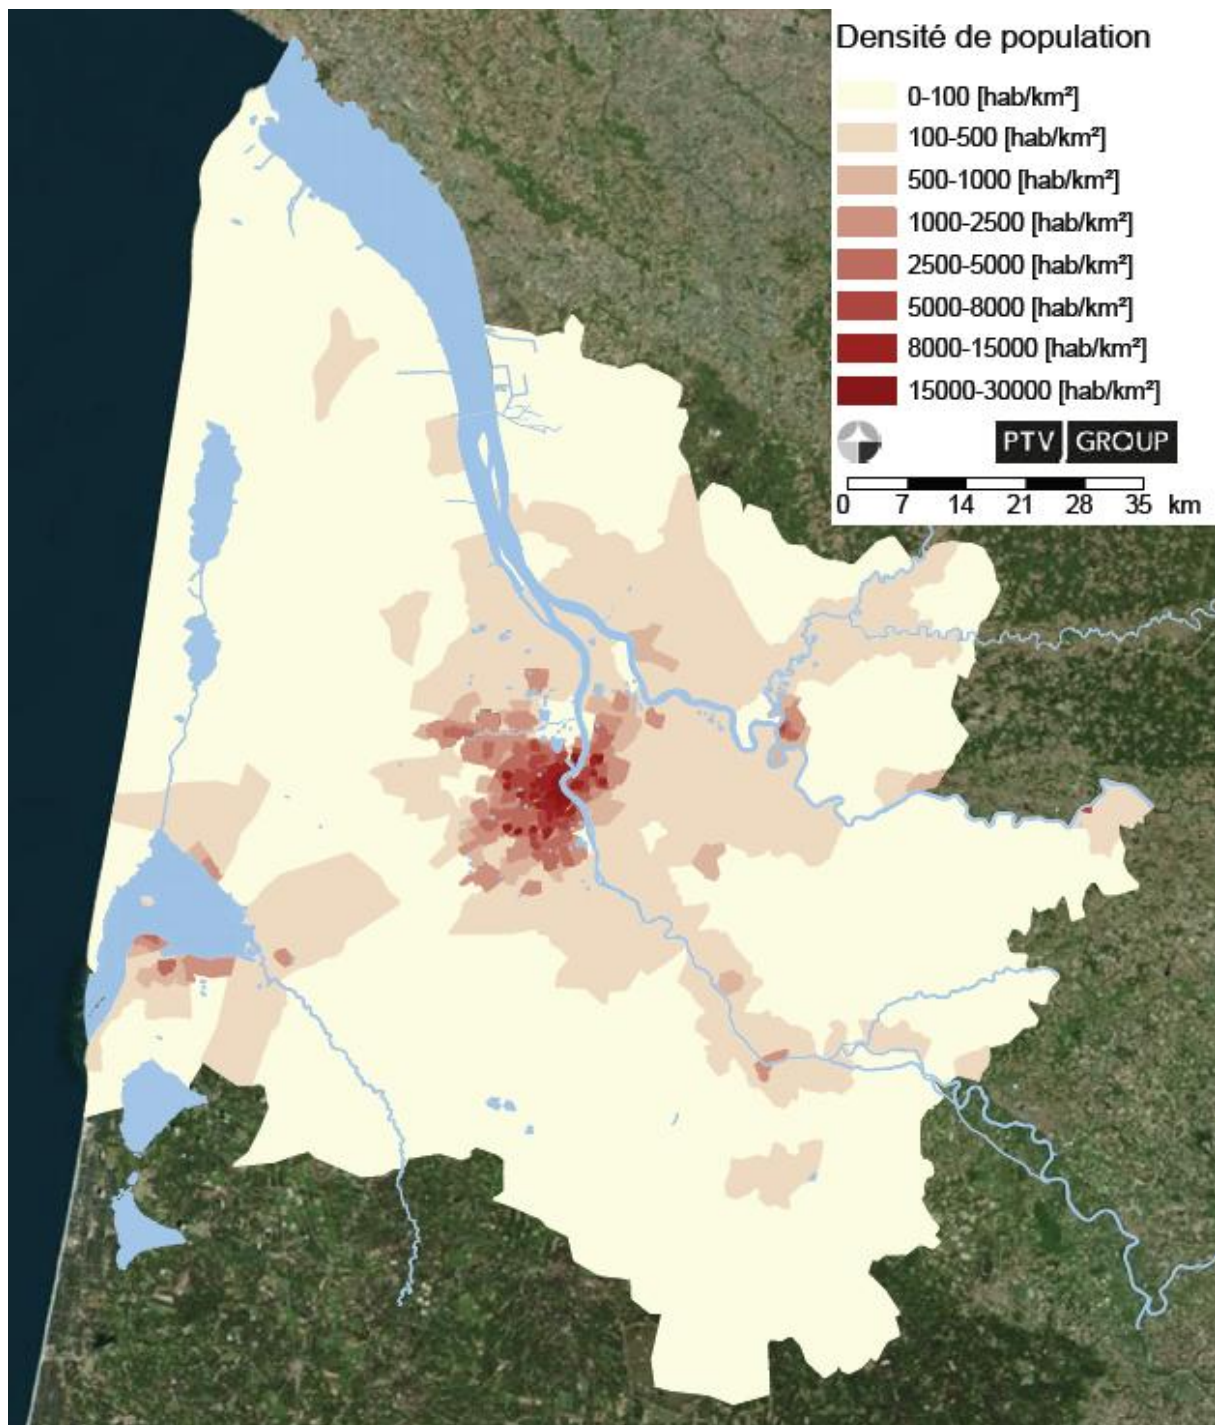 Densité de population
0-100 [hab/km²]
100-500 [hab/km²]
500-1000 [hab/km²]
1000-2500 [hab/km²]
2500-5000 [hab/km²]
5000-8000 [hab/km²]
8000-15000 [hab/km²]
15000-30000 [hab/km²]
PTV GROUP
0 7 14 21 28 35 km